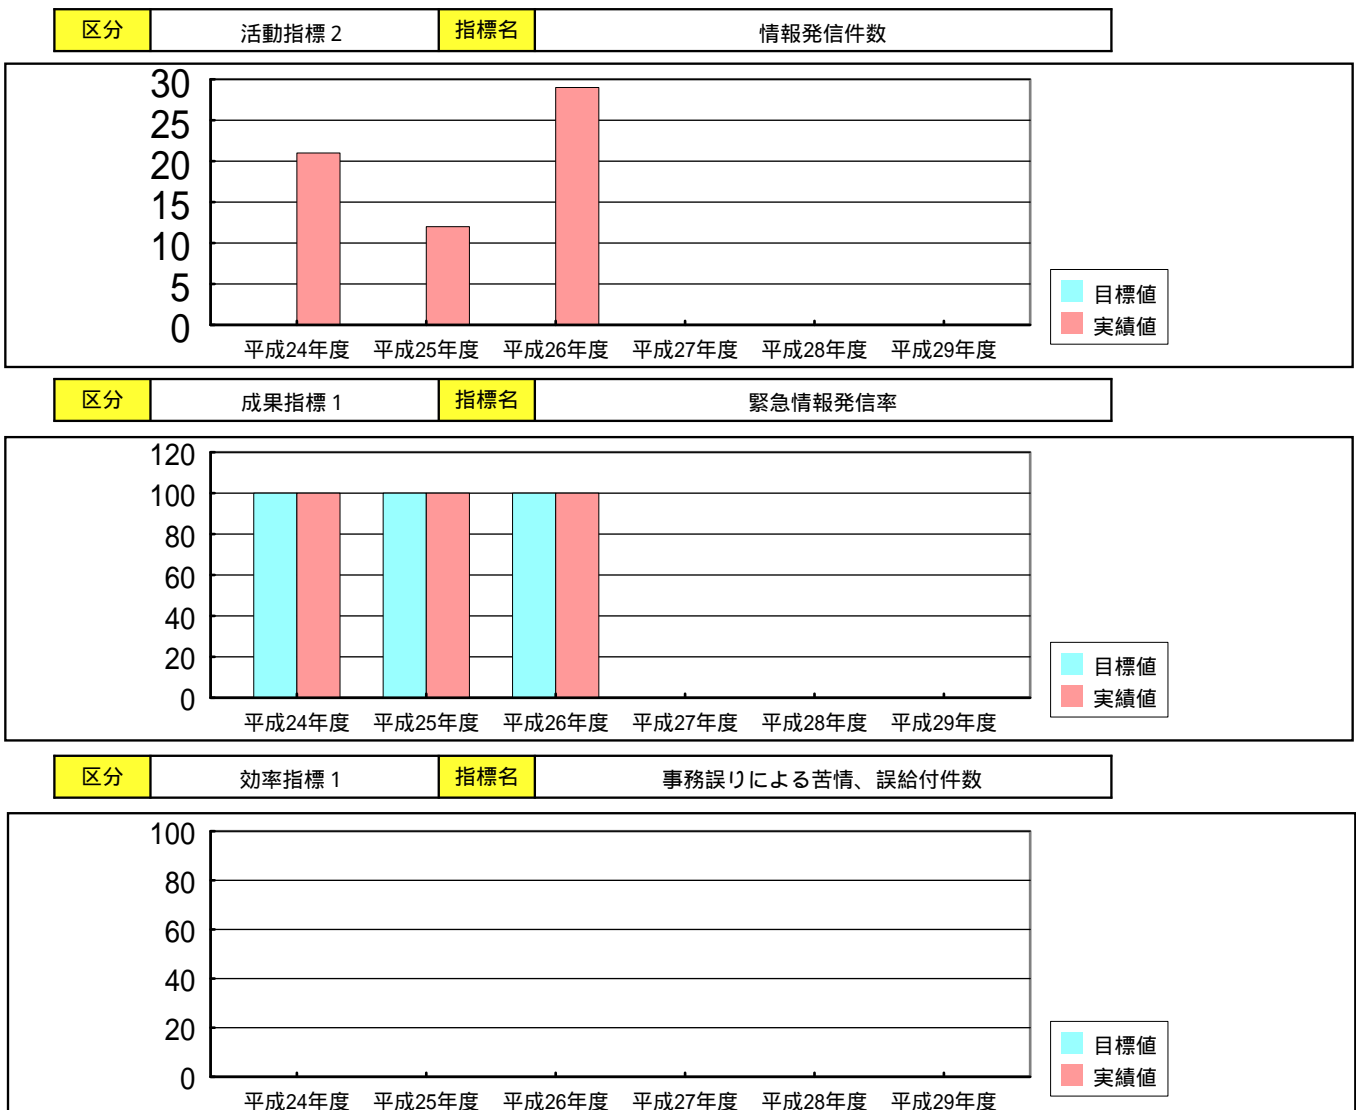 区分 活動指標2 指標名 情報発信件数
30
25
20
15
10
5
0
平成24年度 平成25年度 平成26年度 平成27年度 平成28年度 平成29年度
目標値
実績値
区分 成果指標1 指標名 緊急情報発信率
120
100
80
60
40
20
0
平成24年度 平成25年度 平成26年度 平成27年度 平成28年度 平成29年度
目標値
実績値
区分 効率指標1 指標名 事務誤りによる苦情、誤給付件数
100
80
60
40
20
0
平成24年度 平成25年度 平成26年度 平成27年度 平成28年度 平成29年度
目標値
実績値